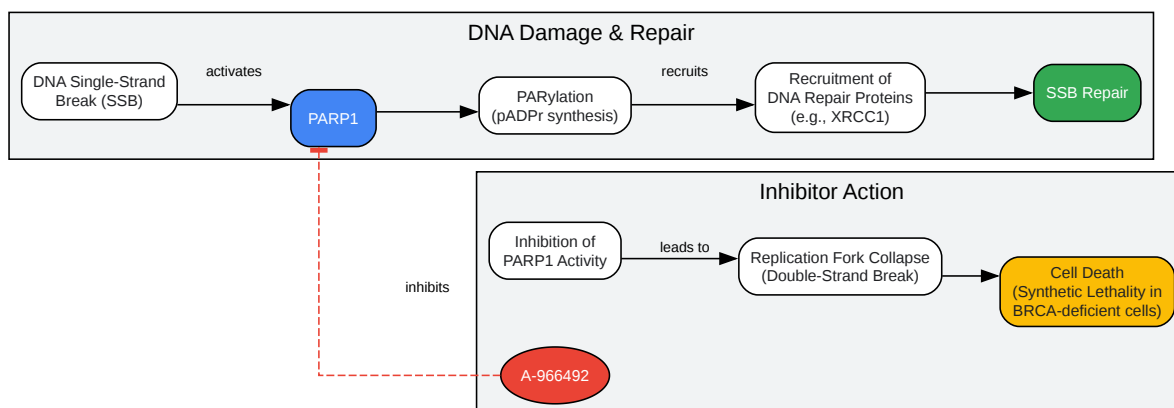 DNA Damage & Repair
DNA Single-Strand
Break (SSB)
activates
PARP1
PARylation
(pADPr synthesis)
recruits
Recruitment of
DNA Repair Proteins
(e.g., XRCC1)
SSB Repair
Inhibitor Action
Inhibition of
PARP1 Activity
leads to
Replication Fork Collapse
(Double-Strand Break)
Cell Death
(Synthetic Lethality in
BRCA-deficient cells)
inhibits
A-966492